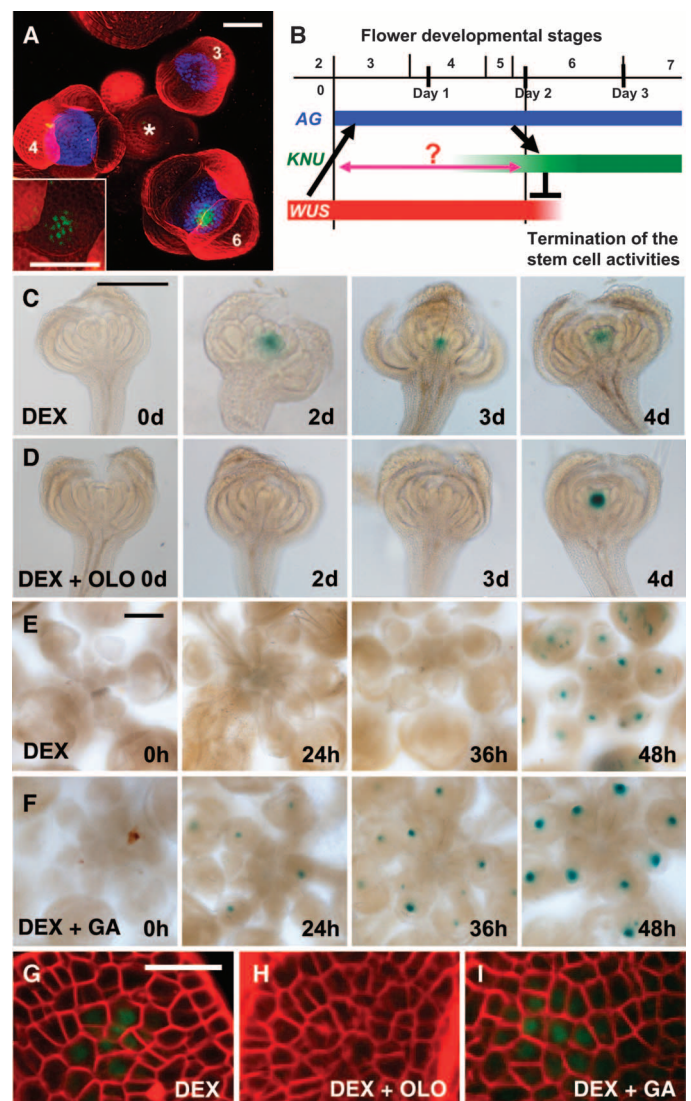 A
3
4
*
6
B
Flower developmental stages
2 3 4 5 6 7
0 Day 1 Day 2 Day 3
AG
KNU
?
WUS
Termination of the
stem cell activities
C
DEX 0d 2d 3d 4d
D
DEX + OLO 0d 2d 3d 4d
E
DEX 0h 24h 36h 48h
F
DEX + GA 0h 24h 36h 48h
G H I
DEX DEX + OLO DEX + GA